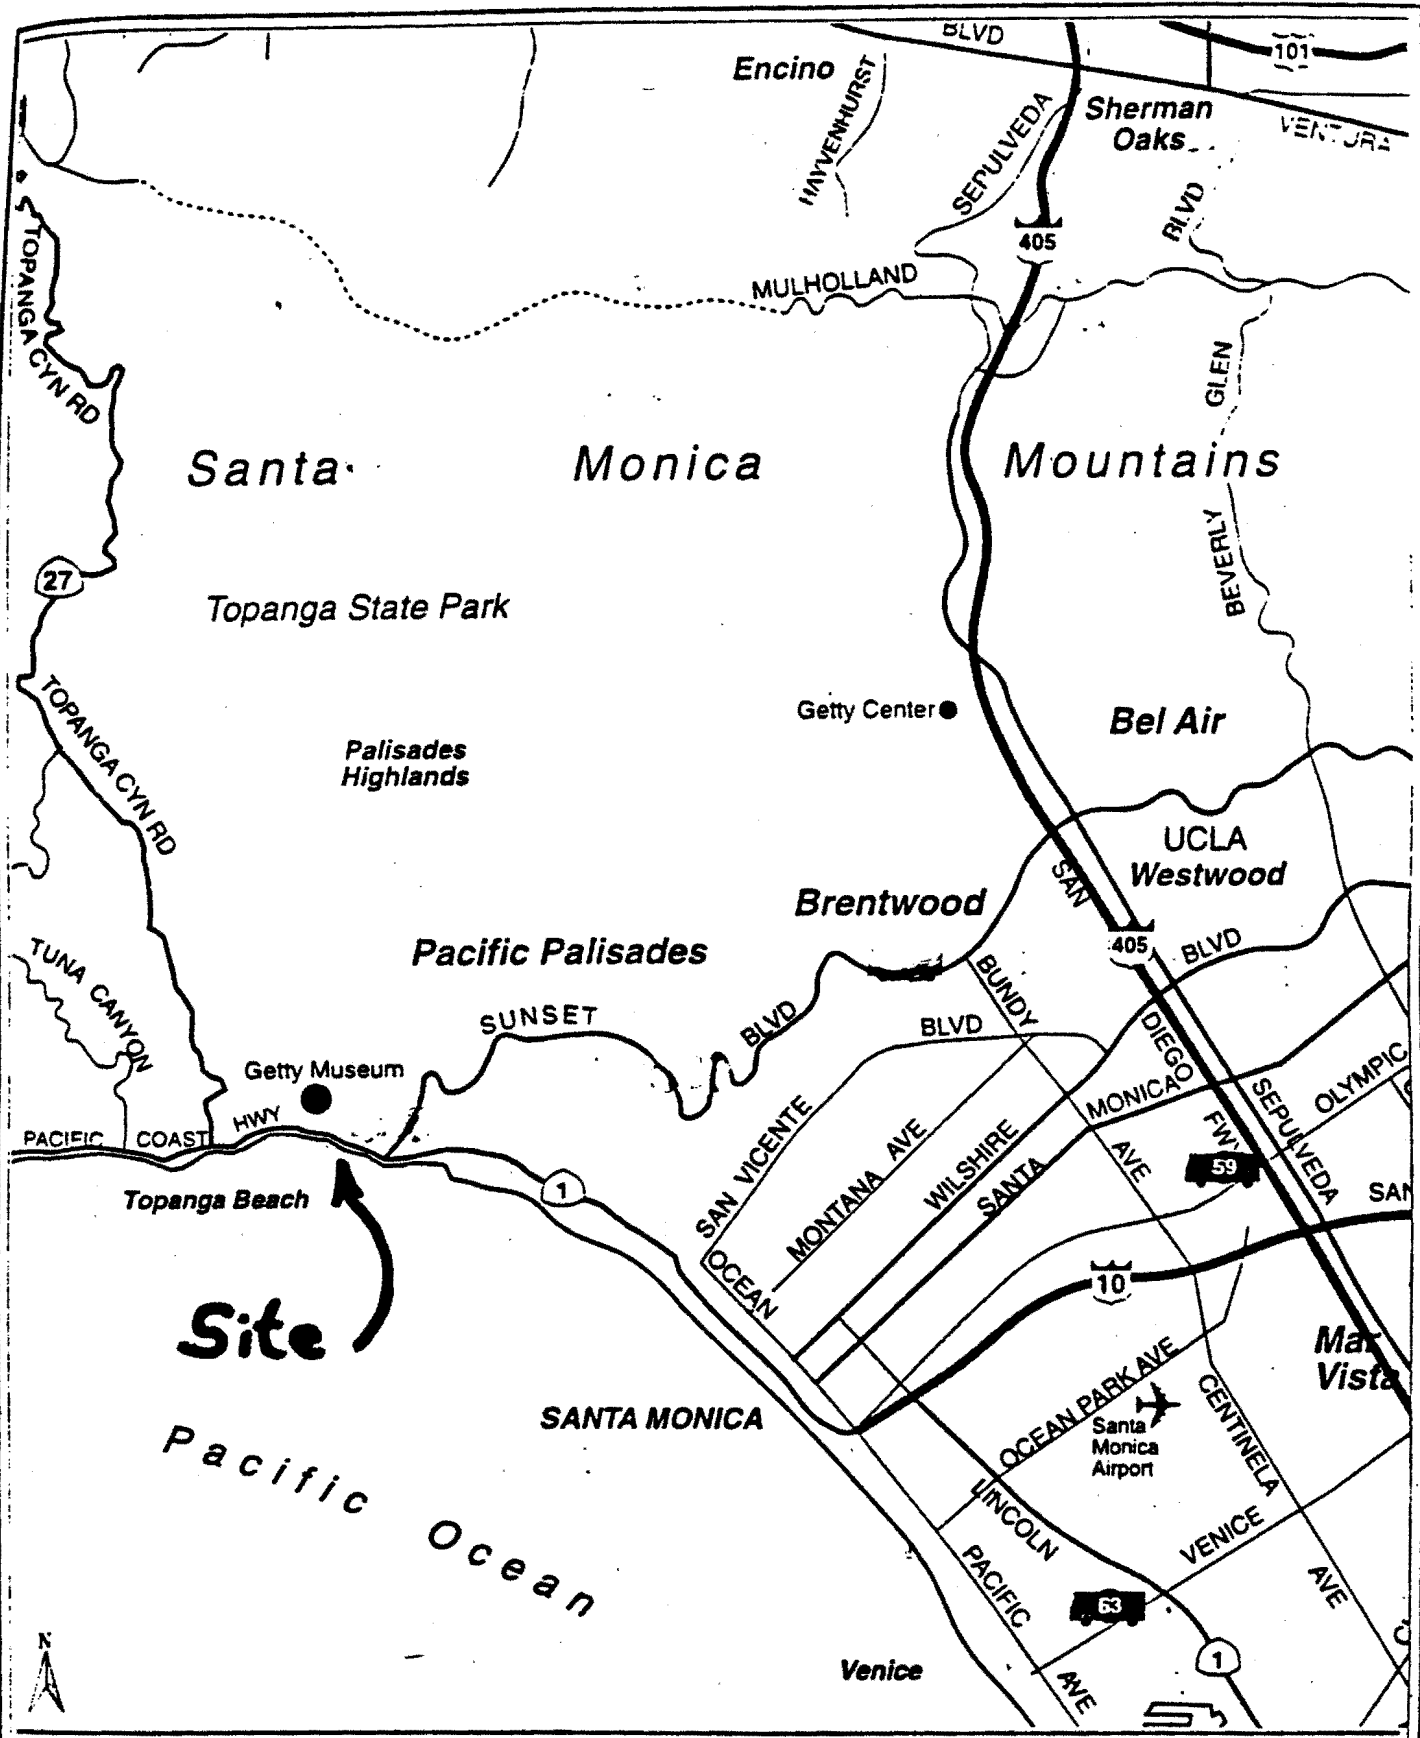 BLVD
101
Encino
HAYVENHURST
SEPULVEDA
Sherman
Oaks
VENTURA
BLVD
405
TOPANGA CYN RD
MULHOLLAND
GLEN
Santa Monica Mountains
BEVERLY
27
Topanga State Park
TOPANGA CYN RD
Getty Center
Bel Air
Palisades
Highlands
UCLA
Westwood
SAN
Brentwood
405
BLVD
Pacific Palisades
TUNA CANYON
BUNDY
SUNSET
BLVD
BLVD
DIEGO
Getty Museum
MONICA
OLYMPIC
SEPULVEDA
HWY
PACIFIC COAST
SAN VICENTE
MONTANA AVE
WILSHIRE
SANTA
AVE
FWY
59
SAN
Topanga Beach
1
OCEAN
10
Site
Mar
Vista
OCEAN PARK AVE
CENTINELA
SANTA MONICA
Santa
Monica
Airport
Pacific Ocean
LINCOLN
VENICE
PACIFIC
AVE
63
N
Venice
AVE
1